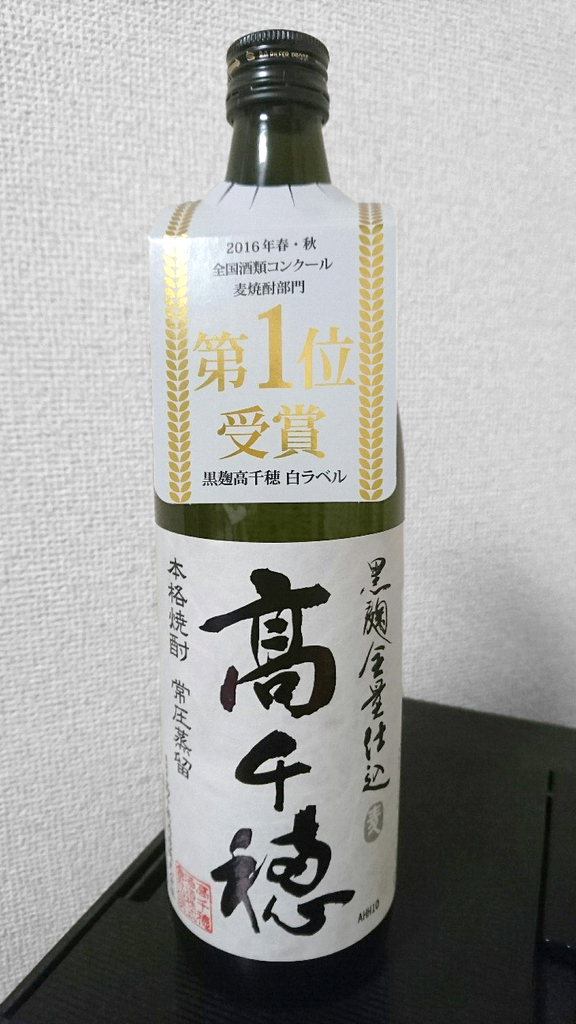 2016年春・秋
全国酒類コンクール
麦焼酎部門
第1位
受賞
黒麹高千穂 白ラベル
黒麹全量仕込
麦
高千穂
本格焼酎 常圧蒸留
AHH10